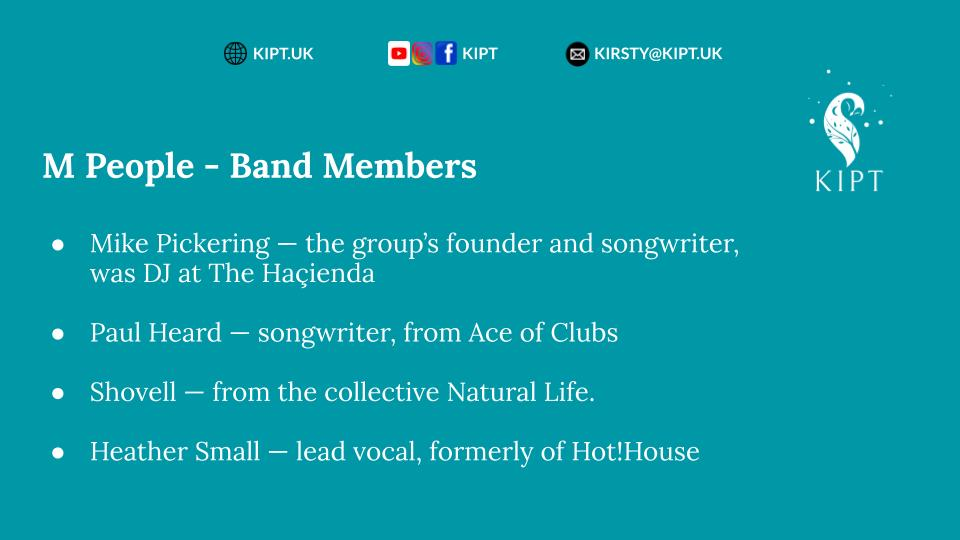 KIPT.UK
KIPT
KIRSTY@KIPT.UK
KIPT
M People - Band Members
● Mike Pickering — the group’s founder and songwriter,
was DJ at The Haçienda
● Paul Heard — songwriter, from Ace of Clubs
● Shovell — from the collective Natural Life.
● Heather Small — lead vocal, formerly of Hot!House